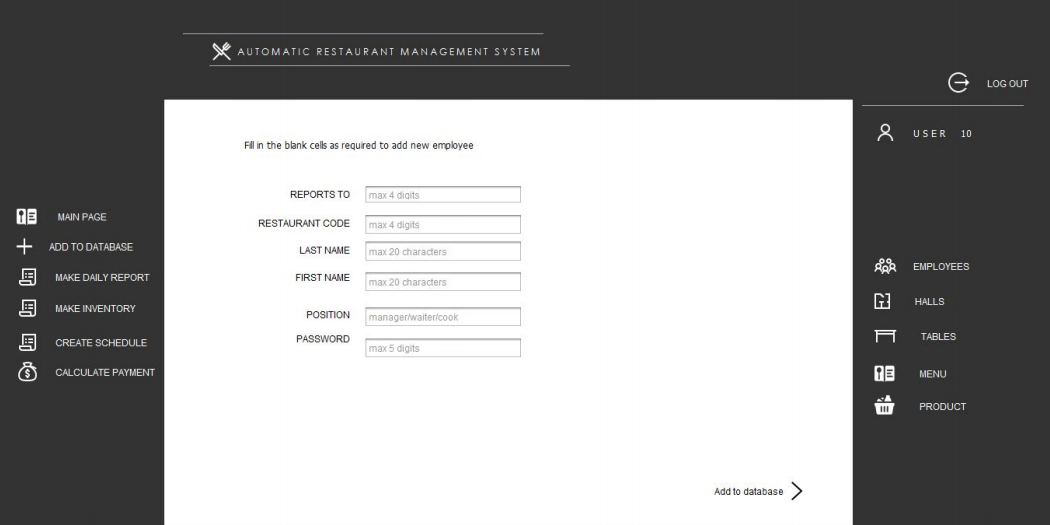 AUTOMATIC RESTAURANT MANAGEMENT SYSTEM
LOG OUT
USER 10
Fill in the blank cells as required to add new employee
REPORTS TO max 4 digits
RESTAURANT CODE max 4 digits
LAST NAME max 20 characters
FIRST NAME max 20 characters
POSITION manager/waiter/cook
PASSWORD max 5 digits
MAIN PAGE
ADD TO DATABASE
MAKE DAILY REPORT
MAKE INVENTORY
CREATE SCHEDULE
CALCULATE PAYMENT
EMPLOYEES
HALLS
TABLES
MENU
PRODUCT
Add to database